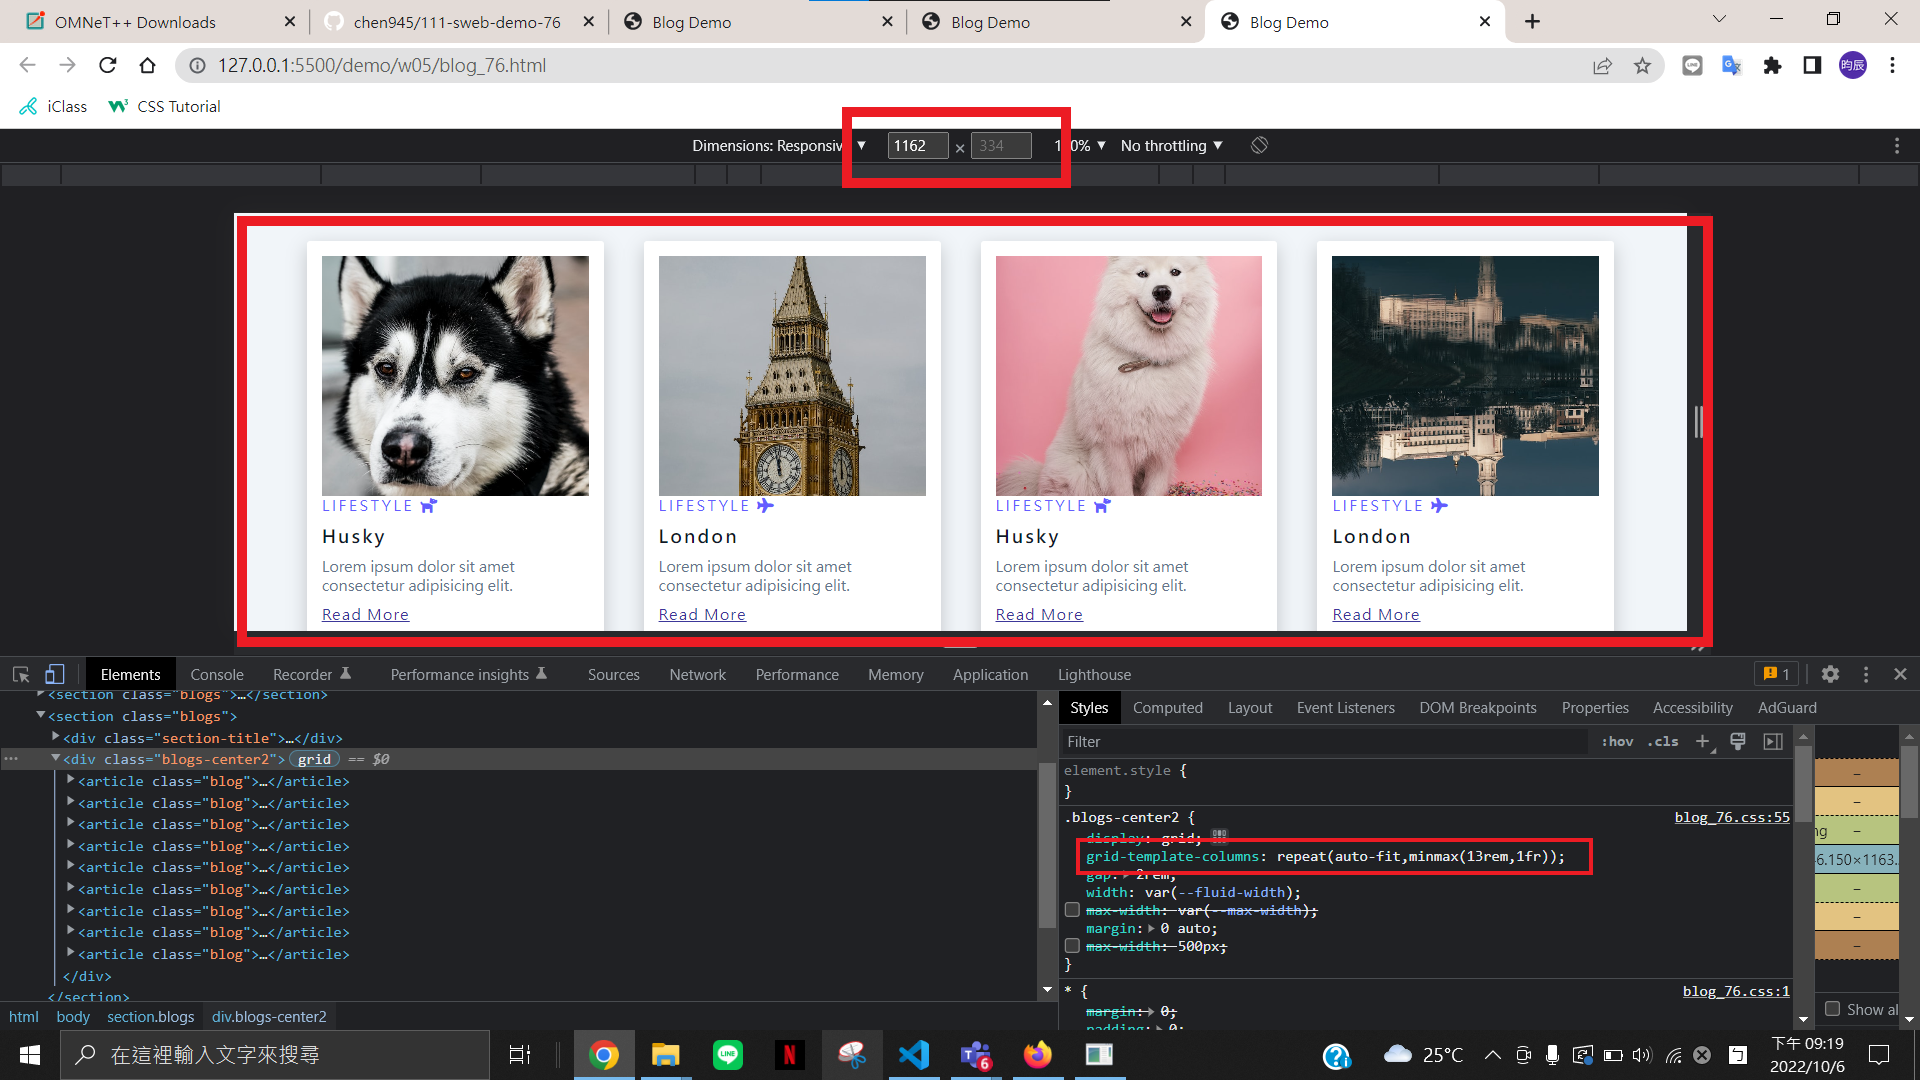 OMNeT++ Downloads
chen945/111-sweb-demo-76
Blog Demo
Blog Demo
Blog Demo
127.0.0.1:5500/demo/w05/blog_76.html
昀辰
iClass
CSS Tutorial
Dimensions: Responsiv
1162 × 334
No throttling
LIFESTYLE
Husky
Lorem ipsum dolor sit amet
consectetur adipisicing elit.
Read More
LIFESTYLE
London
Lorem ipsum dolor sit amet
consectetur adipisicing elit.
Read More
LIFESTYLE
Husky
Lorem ipsum dolor sit amet
consectetur adipisicing elit.
Read More
LIFESTYLE
London
Lorem ipsum dolor sit amet
consectetur adipisicing elit.
Read More
Elements Console Recorder Performance insights Sources Network Performance Memory Application Lighthouse 1
<section class="blogs">…</section>
<section class="blogs">
<div class="section-title">…</div>
<div class="blogs-center2"> grid == $0
<article class="blog">…</article>
<article class="blog">…</article>
<article class="blog">…</article>
<article class="blog">…</article>
<article class="blog">…</article>
<article class="blog">…</article>
<article class="blog">…</article>
<article class="blog">…</article>
<article class="blog">…</article>
</div>
</section>
html body section.blogs div.blogs-center2
Styles Computed Layout Event Listeners DOM Breakpoints Properties Accessibility AdGuard
Filter
:hov .cls
element.style {
}
.blogs-center2 {
blog_76.css:55
display: grid;
grid-template-columns: repeat(auto-fit,minmax(13rem,1fr));
gap: 2rem;
width: var(--fluid-width);
max-width: var(--max-width);
margin: 0 auto;
max-width: 500px;
}
* {
blog_76.css:1
margin: 0;
padding: 0;
6.150×1163.
Show al
在這裡輸入文字來搜尋
6
25°C
下午 09:19
2022/10/6